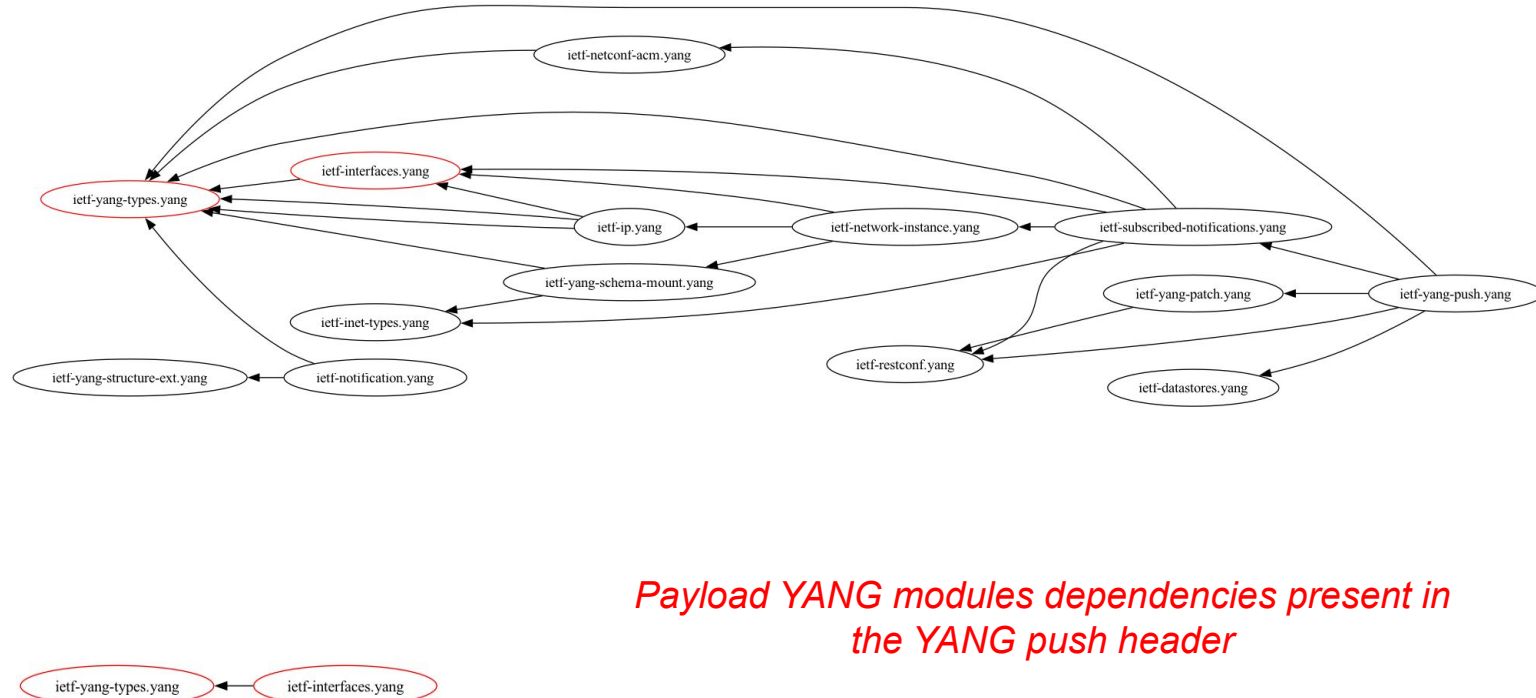 ietf-netconf-acm.yang
ietf-interfaces.yang
ietf-yang-types.yang
ietf-ip.yang
ietf-network-instance.yang
ietf-subscribed-notifications.yang
ietf-yang-schema-mount.yang
ietf-yang-patch.yang
ietf-yang-push.yang
ietf-inet-types.yang
ietf-restconf.yang
ietf-yang-structure-ext.yang
ietf-notification.yang
ietf-datastores.yang
Payload YANG modules dependencies present in
the YANG push header
ietf-yang-types.yang
ietf-interfaces.yang